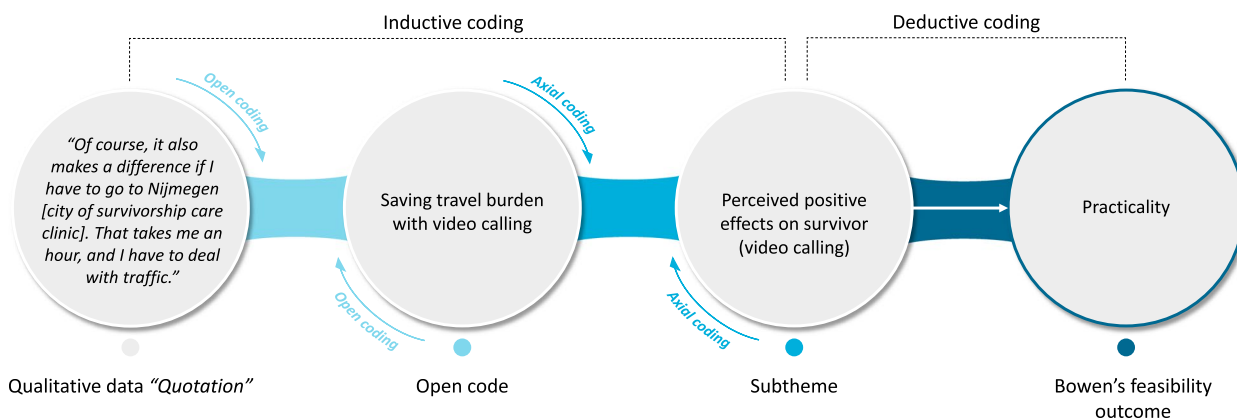 Inductive coding
Deductive coding
Open coding
Axial coding
“Of course, it also
makes a difference if I
have to go to Nijmegen
[city of survivorship care
clinic]. That takes me an
hour, and I have to deal
with traffic.”
Saving travel burden
with video calling
Perceived positive
effects on survivor
(video calling)
Practicality
Open coding
Axial coding
Qualitative data “Quotation”
Open code
Subtheme
Bowen’s feasibility
outcome